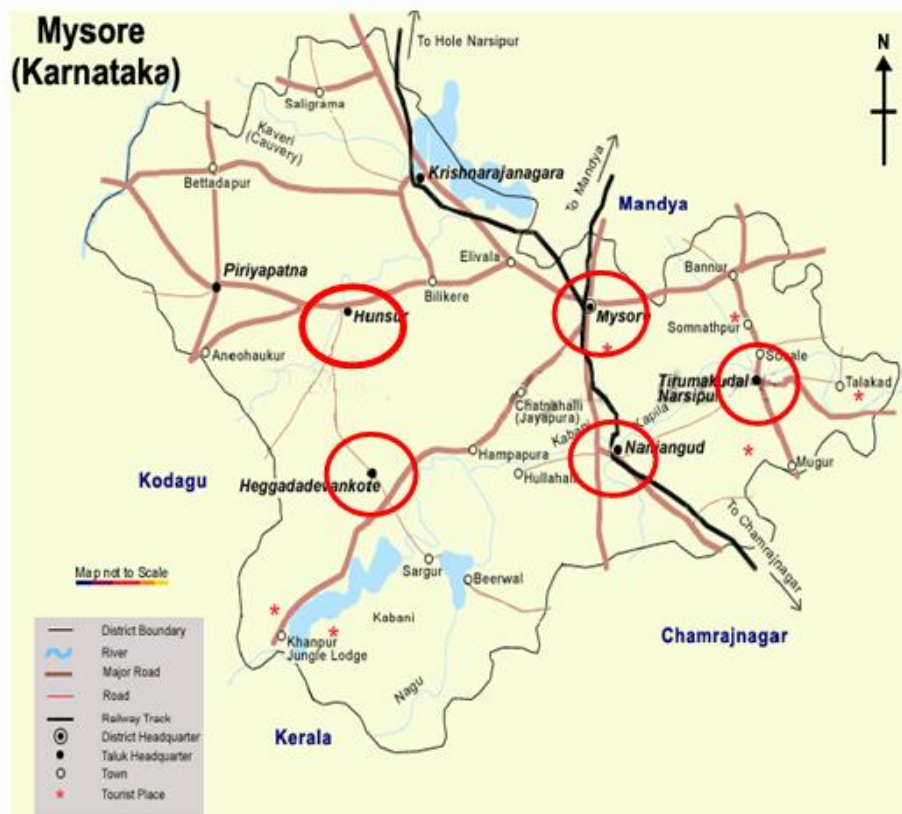 Mysore
(Karnataka)
To Hole Narsipur
N
Saligrama
Kaveri
(Cauvery)
To Mandya
Bettadapur
Krishnarajanagara
Mandya
Elivala
Bannur
Piriyapatna
Bilikere
Hunsur
Mysore
Somnathpur
Aneohaukur
Sosale
Tirumakudal
Narsipur
Talakad
Chatnahalli
(Jayapura)
Kabani
Kapila
Hampapura
Nanjangud
Mugur
Kodagu
Heggadadevankote
Hullahalli
To Chamrajnagar
Map not to Scale
Sargur
Beerwal
Kabani
Chamrajnagar
Khanpur
Jungle Lodge
Nagu
Kerala
District Boundary
River
Major Road
Road
Railway Track
District Headquarter
Taluk Headquarter
Town
Tourist Place